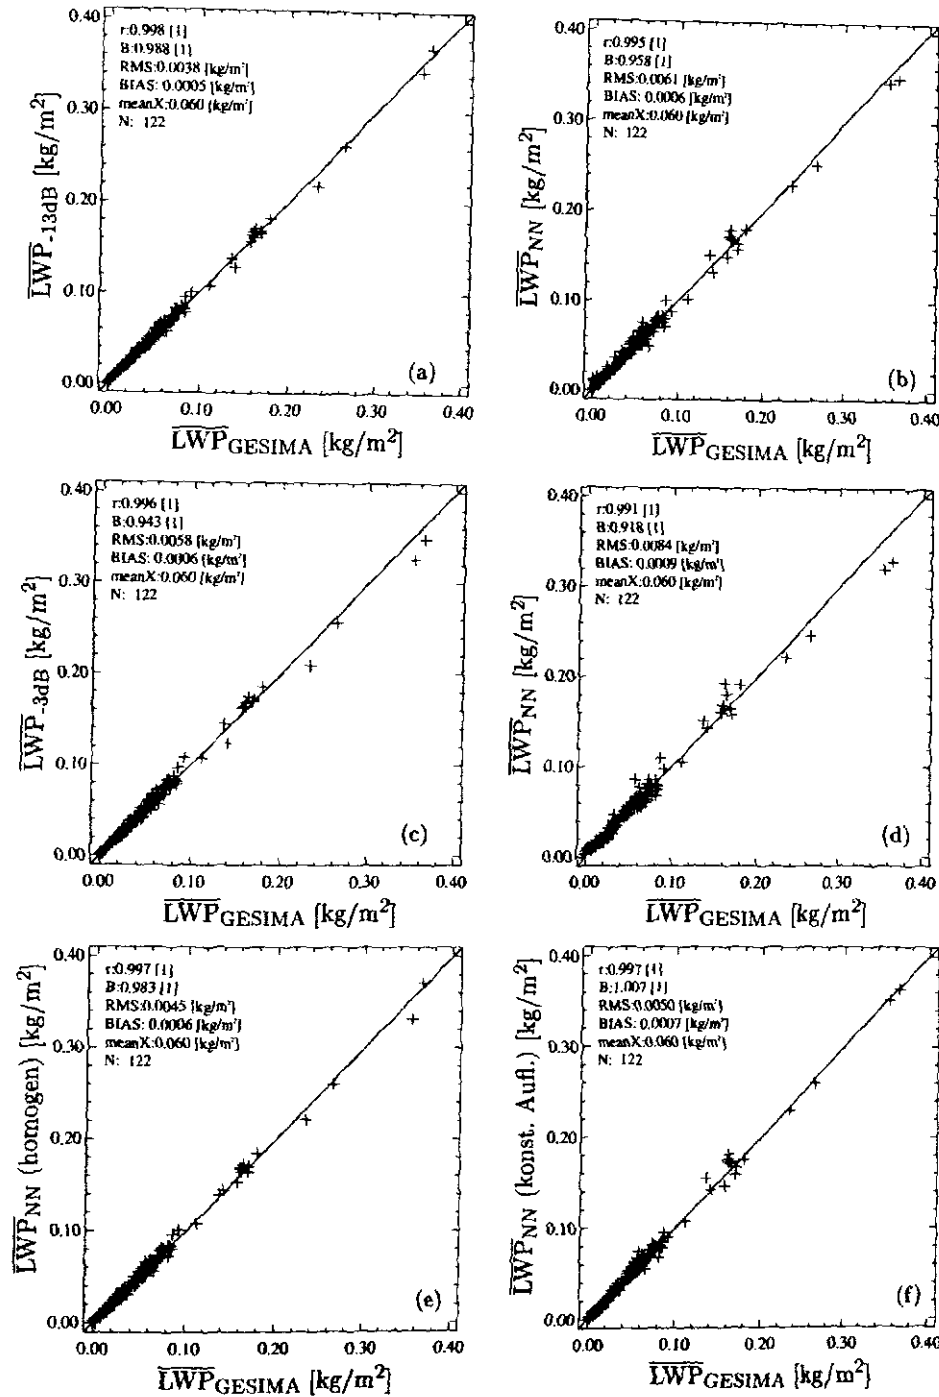 r:0.998 [1]
B:0.988 [1]
RMS:0.0038 [kg/m²]
BIAS: 0.0005 [kg/m²]
meanX:0.060 [kg/m²]
N: 122
0.40
0.30
0.20
0.10
0.00
LWP-13dB [kg/m2]
(a)
0.00 0.10 0.20 0.30 0.40
LWPGESIMA [kg/m2]
r:0.995 [1]
B:0.958 [1]
RMS:0.0061 [kg/m²]
BIAS: 0.0006 [kg/m²]
meanX:0.060 [kg/m²]
N: 122
0.40
0.30
0.20
0.10
0.00
LWPNN [kg/m2]
(b)
0.00 0.10 0.20 0.30 0.40
LWPGESIMA [kg/m2]
r:0.996 [1]
B:0.943 [1]
RMS:0.0058 [kg/m²]
BIAS: 0.0006 [kg/m²]
meanX:0.060 [kg/m²]
N: 122
0.40
0.30
0.20
0.10
0.00
LWP-3dB [kg/m2]
(c)
0.00 0.10 0.20 0.30 0.40
LWPGESIMA [kg/m2]
r:0.991 [1]
B:0.918 [1]
RMS:0.0084 [kg/m²]
BIAS: 0.0009 [kg/m²]
meanX:0.060 [kg/m²]
N: 122
0.40
0.30
0.20
0.10
0.00
LWPNN [kg/m2]
(d)
0.00 0.10 0.20 0.30 0.40
LWPGESIMA [kg/m2]
r:0.997 [1]
B:0.983 [1]
RMS:0.0045 [kg/m²]
BIAS: 0.0006 [kg/m²]
meanX:0.060 [kg/m²]
N: 122
0.40
0.30
0.20
0.10
0.00
LWPNN (homogen) [kg/m2]
(e)
0.00 0.10 0.20 0.30 0.40
LWPGESIMA [kg/m2]
r:0.997 [1]
B:1.007 [1]
RMS:0.0050 [kg/m²]
BIAS: 0.0007 [kg/m²]
meanX:0.060 [kg/m²]
N: 122
0.40
0.30
0.20
0.10
0.00
LWPNN (konst. Aufl.) [kg/m2]
(f)
0.00 0.10 0.20 0.30 0.40
LWPGESIMA [kg/m2]